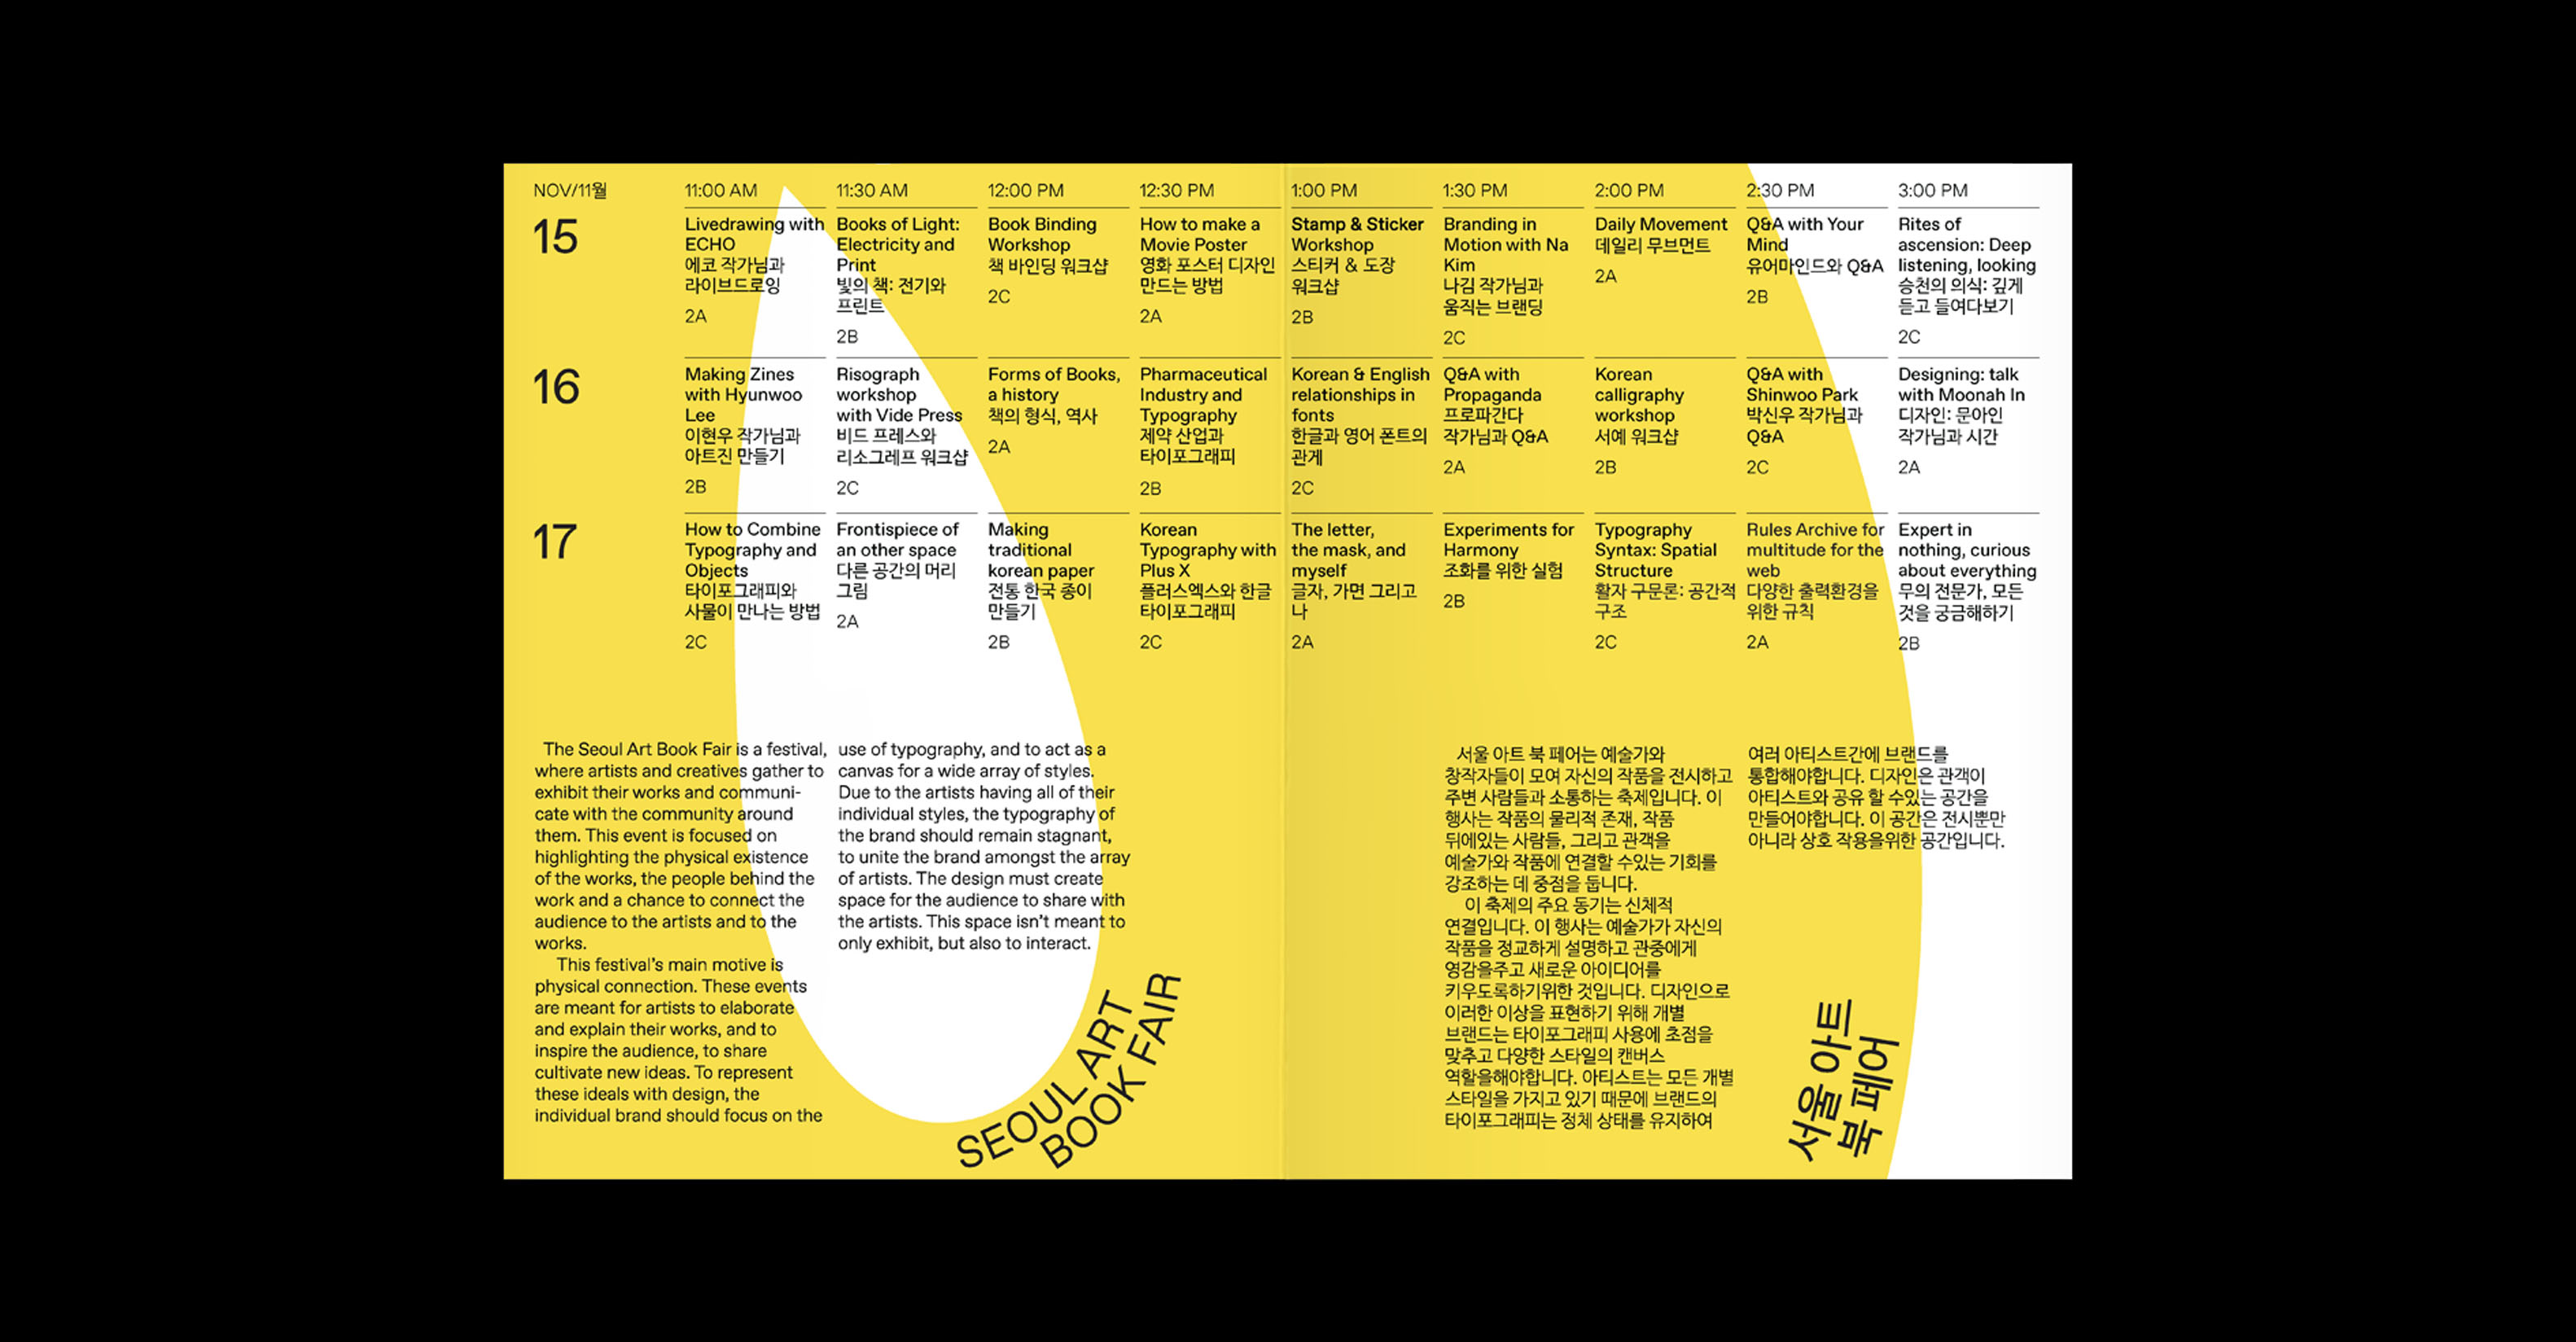 NOV/11월
11:00 AM
11:30 AM
12:00 PM
12:30 PM
1:00 PM
1:30 PM
2:00 PM
2:30 PM
3:00 PM
15
Livedrawing with
ECHO
에코 작가님과
라이브드로잉
2A
Books of Light:
Electricity and
Print
빛의 책: 전기와
프린트
2B
Book Binding
Workshop
책 바인딩 워크샵
2C
How to make a
Movie Poster
영화 포스터 디자인
만드는 방법
2A
Stamp & Sticker
Workshop
스티커 & 도장
워크샵
2B
Branding in
Motion with Na
Kim
나김 작가님과
움직는 브랜딩
2C
Daily Movement
데일리 무브먼트
2A
Q&A with Your
Mind
유어마인드와 Q&A
2B
Rites of
ascension: Deep
listening, looking
승천의 의식: 깊게
듣고 들여다보기
2C
16
Making Zines
with Hyunwoo
Lee
이현우 작가님과
아트진 만들기
2B
Risograph
workshop
with Vide Press
비드 프레스와
리소그레프 워크샵
2C
Forms of Books,
a history
책의 형식, 역사
2A
Pharmaceutical
Industry and
Typography
제약 산업과
타이포그래피
2B
Korean & English
relationships in
fonts
한글과 영어 폰트의
관게
2C
Q&A with
Propaganda
프로파간다
작가님과 Q&A
2A
Korean
calligraphy
workshop
서예 워크샵
2B
Q&A with
Shinwoo Park
박신우 작가님과
Q&A
2C
Designing: talk
with Moonah In
디자인: 문아인
작가님과 시간
2A
17
How to Combine
Typography and
Objects
타이포그래피와
사물이 만나는 방법
2C
Frontispiece of
an other space
다른 공간의 머리
그림
2A
Making
traditional
korean paper
전통 한국 종이
만들기
2B
Korean
Typography with
Plus X
플러스엑스와 한글
타이포그래피
2C
The letter,
the mask, and
myself
글자, 가면 그리고
나
2A
Experiments for
Harmony
조화를 위한 실험
2B
Typography
Syntax: Spatial
Structure
활자 구문론: 공간적
구조
2C
Rules Archive for
multitude for the
web
다양한 출력환경을
위한 규칙
2A
Expert in
nothing, curious
about everything
무의 전문가, 모든
것을 궁금해하기
2B
The Seoul Art Book Fair is a festival,
where artists and creatives gather to
exhibit their works and communi-
cate with the community around
them. This event is focused on
highlighting the physical existence
of the works, the people behind the
work and a chance to connect the
audience to the artists and to the
works.
This festival's main motive is
physical connection. These events
are meant for artists to elaborate
and explain their works, and to
inspire the audience, to share
cultivate new ideas. To represent
these ideals with design, the
individual brand should focus on the
use of typography, and to act as a
canvas for a wide array of styles.
Due to the artists having all of their
individual styles, the typography of
the brand should remain stagnant,
to unite the brand amongst the array
of artists. The design must create
space for the audience to share with
the artists. This space isn't meant to
only exhibit, but also to interact.
SEOUL ART
BOOK FAIR
서울 아트 북 페어는 예술가와
창작자들이 모여 자신의 작품을 전시하고
주변 사람들과 소통하는 축제입니다. 이
행사는 작품의 물리적 존재, 작품
뒤에있는 사람들, 그리고 관객을
예술가와 작품에 연결할 수있는 기회를
강조하는 데 중점을 둡니다.
이 축제의 주요 동기는 신체적
연결입니다. 이 행사는 예술가가 자신의
작품을 정교하게 설명하고 관중에게
영감을주고 새로운 아이디어를
키우도록하기위한 것입니다. 디자인으로
이러한 이상을 표현하기 위해 개별
브랜드는 타이포그래피 사용에 초점을
맞추고 다양한 스타일의 캔버스
역할을해야합니다. 아티스트는 모든 개별
스타일을 가지고 있기 때문에 브랜드의
타이포그래피는 정체 상태를 유지하여
여러 아티스트간에 브랜드를
통합해야합니다. 디자인은 관객이
아티스트와 공유 할 수있는 공간을
만들어야합니다. 이 공간은 전시뿐만
아니라 상호 작용을위한 공간입니다.
서울 아트
북 페어